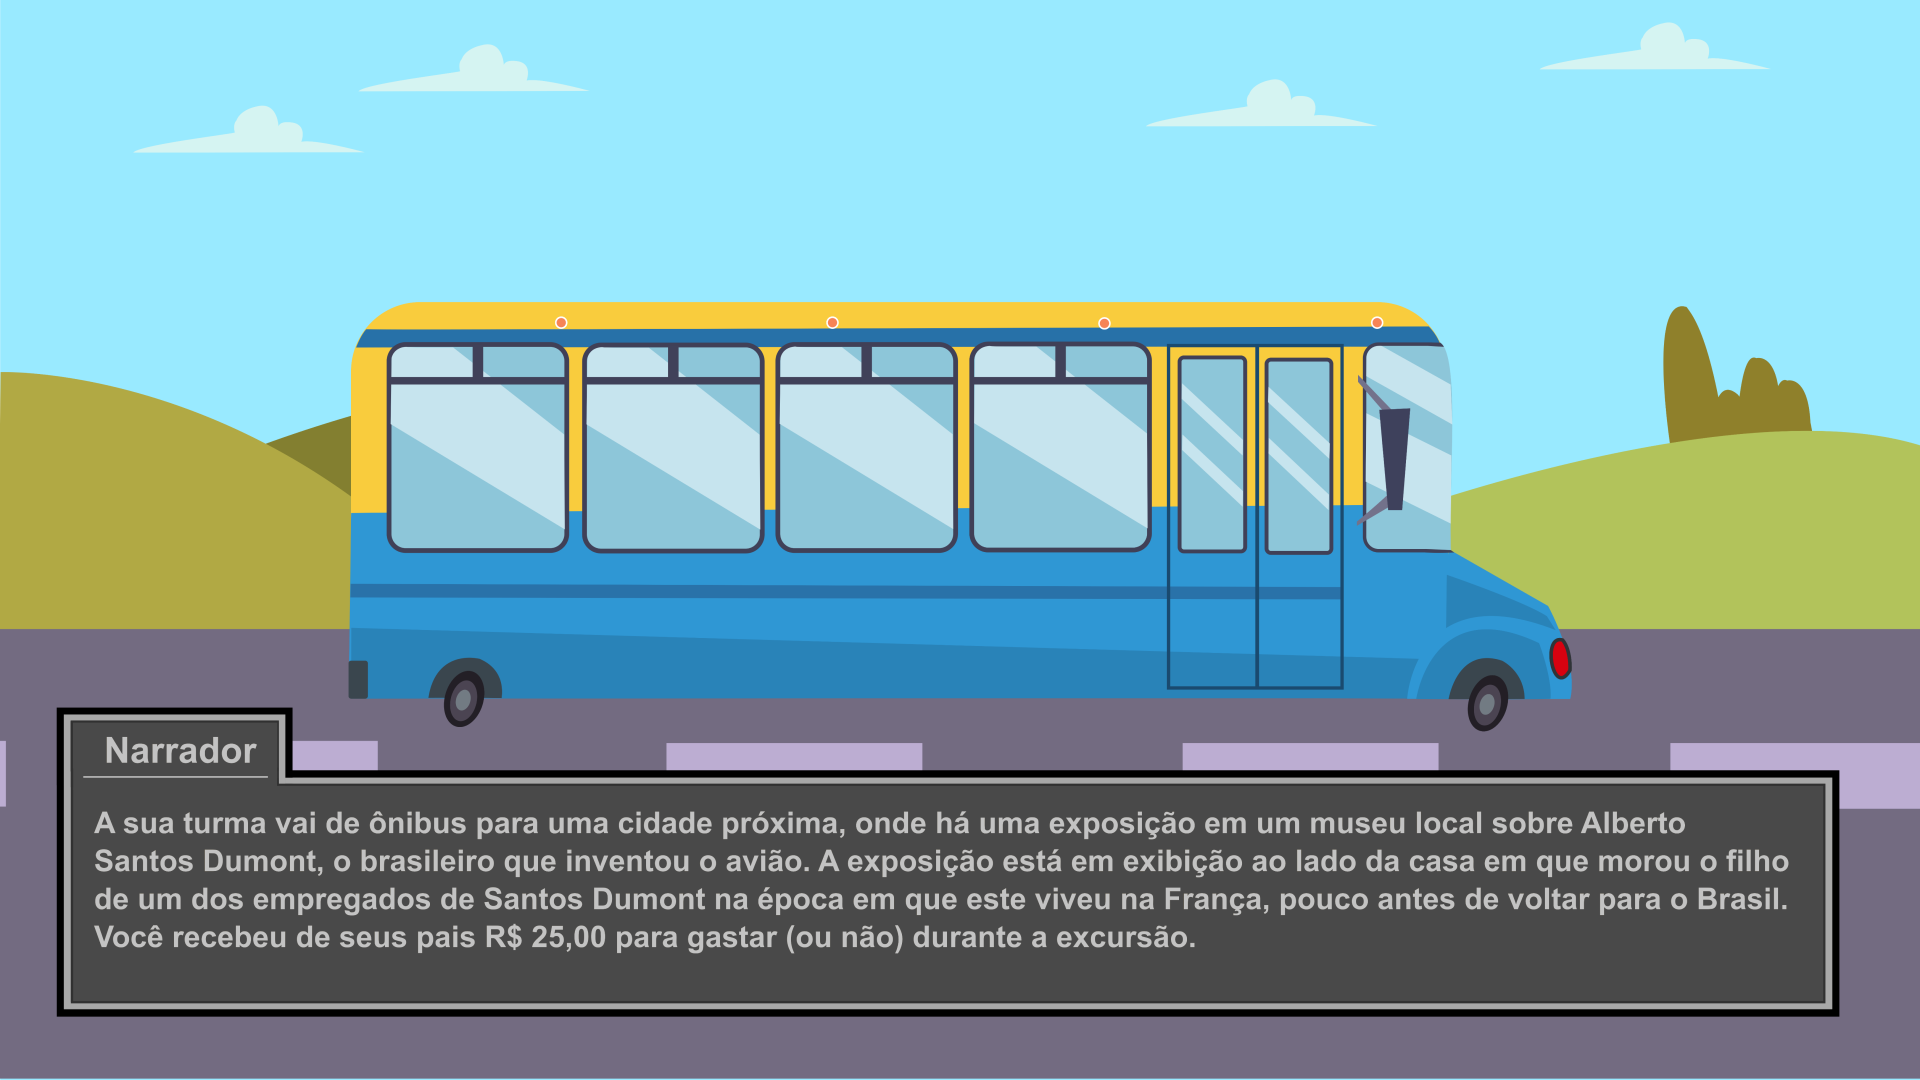 Narrador
A sua turma vai de ônibus para uma cidade próxima, onde há uma exposição em um museu local sobre Alberto
Santos Dumont, o brasileiro que inventou o avião. A exposição está em exibição ao lado da casa em que morou o filho
de um dos empregados de Santos Dumont na época em que este viveu na França, pouco antes de voltar para o Brasil.
Você recebeu de seus pais R$ 25,00 para gastar (ou não) durante a excursão.